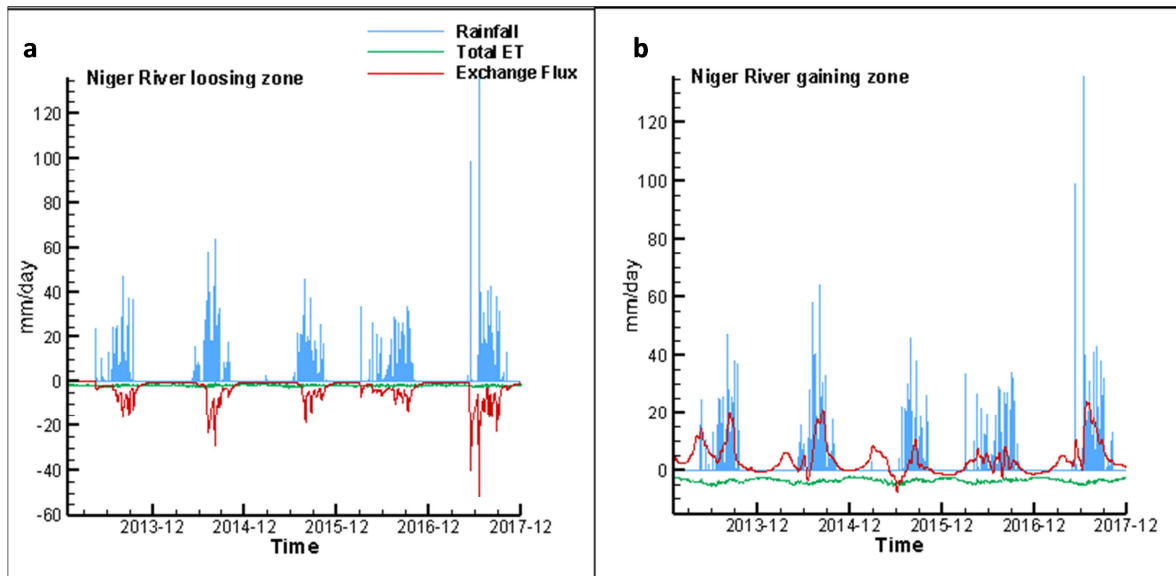 a
Rainfall
Total ET
Exchange Flux
Niger River loosing zone
mm/day
120
100
80
60
40
20
0
-20
-40
-60
2013-12 2014-12 2015-12 2016-12 2017-12
Time
b
Niger River gaining zone
mm/day
120
100
80
60
40
20
0
2013-12 2014-12 2015-12 2016-12 2017-12
Time